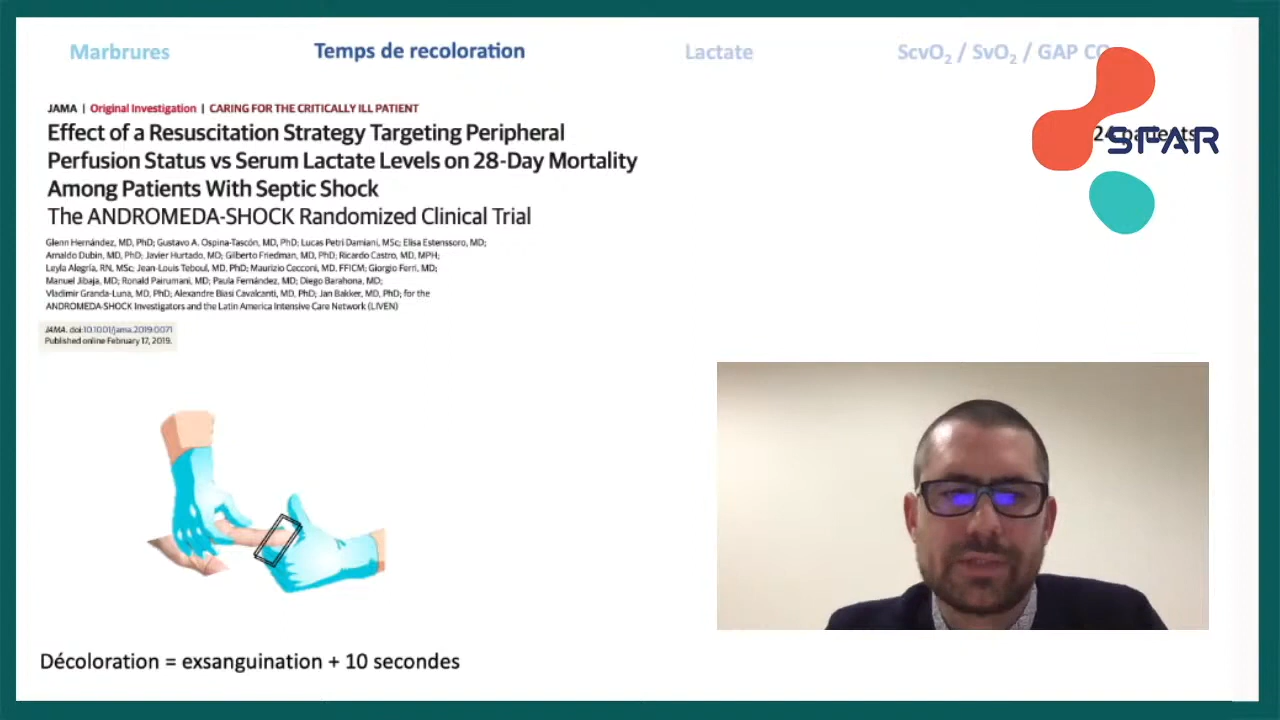 Marbrures
Temps de recoloration
Lactate
ScvO2 / SvO2 / GAP
JAMA | Original Investigation | CARING FOR THE CRITICALLY ILL PATIENT
Effect of a Resuscitation Strategy Targeting Peripheral
Perfusion Status vs Serum Lactate Levels on 28-Day Mortality
Among Patients With Septic Shock
The ANDROMEDA-SHOCK Randomized Clinical Trial
SFAR
Glenn Hernández, MD, PhD; Gustavo A. Ospina-Tascón, MD, PhD; Lucas Petri Damiani, MSc; Elisa Estenssoro, MD;
Arnaldo Dubin, MD, PhD; Javier Hurtado, MD; Gilberto Friedman, MD, PhD; Ricardo Castro, MD, MPH;
Leyla Alegría, RN, MSc; Jean-Louis Teboul, MD, PhD; Maurizio Cecconi, MD, FFICM; Giorgio Ferri, MD;
Manuel Jibaja, MD; Ronald Pairumani, MD; Paula Fernández, MD; Diego Barahona, MD;
Vladimir Granda-Luna, MD, PhD; Alexandre Biasi Cavalcanti, MD, PhD; Jan Bakker, MD, PhD; for the
ANDROMEDA-SHOCK Investigators and the Latin America Intensive Care Network (LIVEN)
JAMA. doi:10.1001/jama.2019.0071
Published online February 17, 2019.
Décoloration = exsanguination + 10 secondes